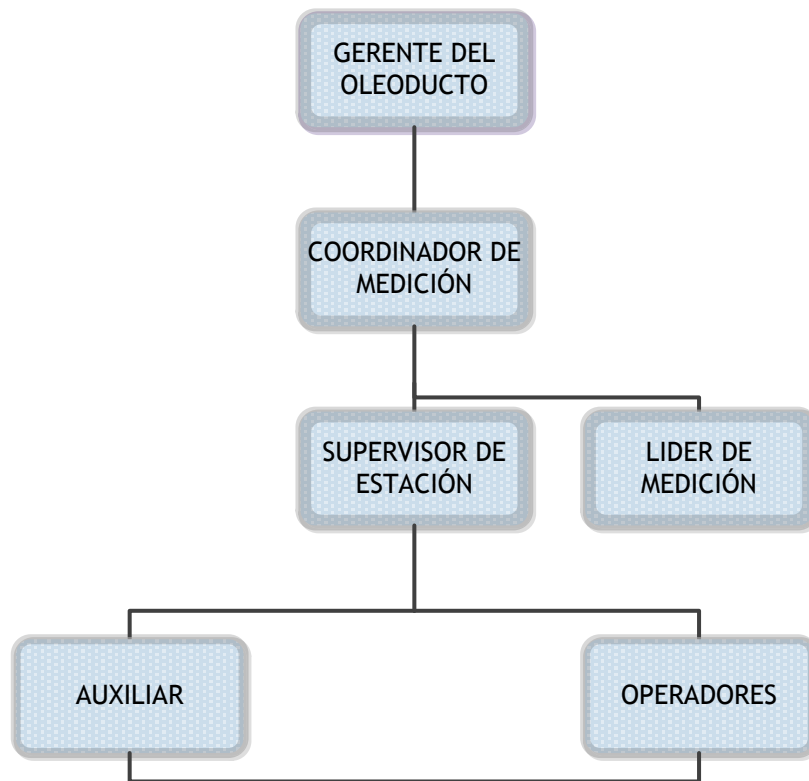 GERENTE DEL
OLEODUCTO
COORDINADOR DE
MEDICIÓN
SUPERVISOR DE
ESTACIÓN
LIDER DE
MEDICIÓN
AUXILIAR
OPERADORES